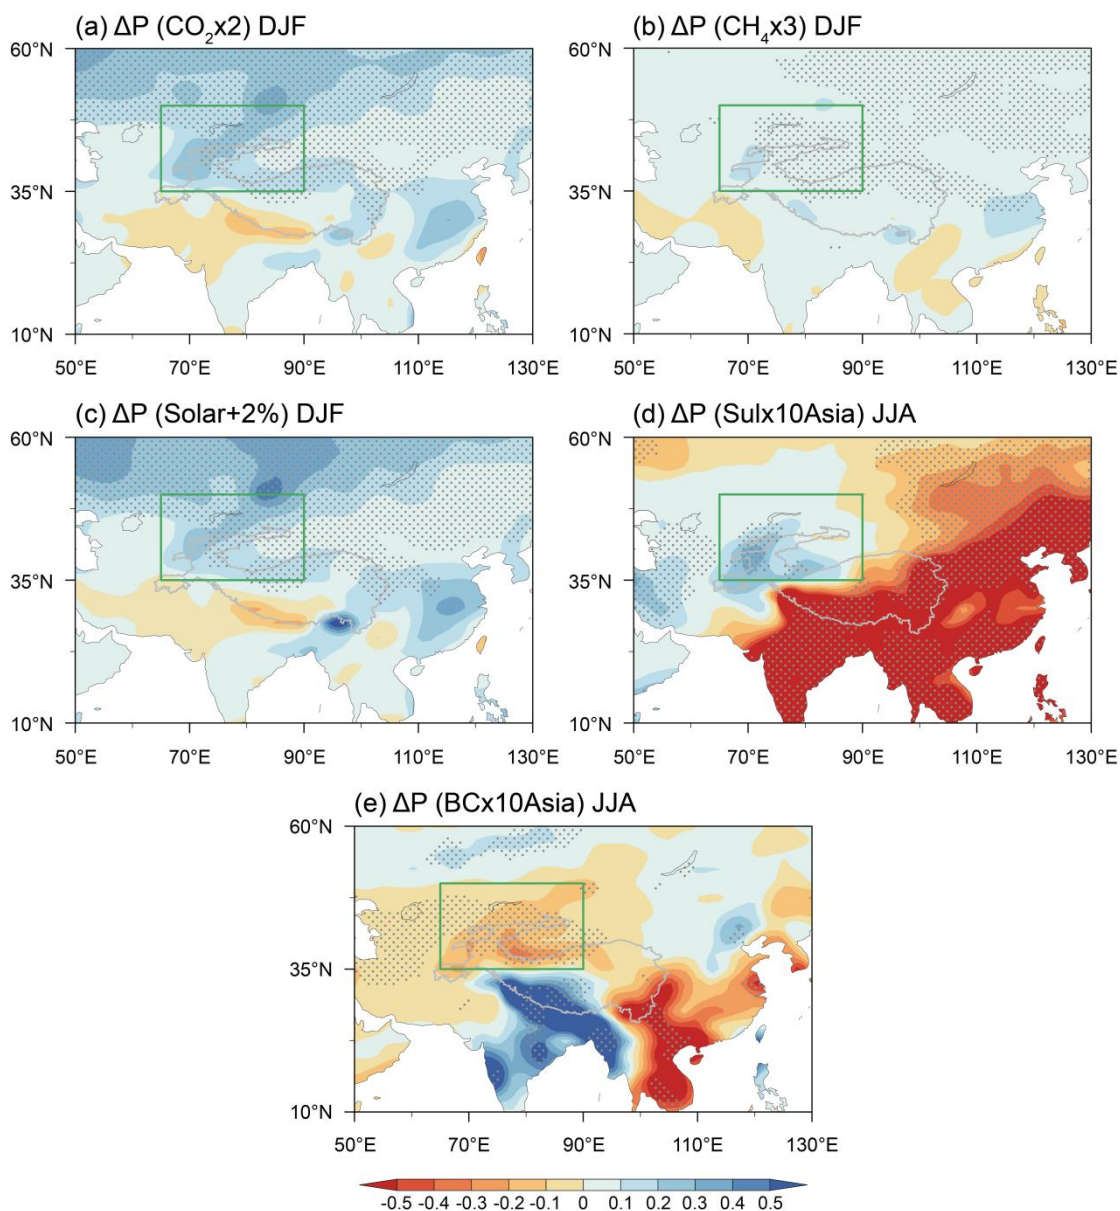 (a) ΔP (CO₂x2) DJF
(b) ΔP (CH₄x3) DJF
60°N
35°N
10°N
50°E 70°E 90°E 110°E 130°E
60°N
35°N
10°N
50°E 70°E 90°E 110°E 130°E
(c) ΔP (Solar+2%) DJF
(d) ΔP (Sulx10Asia) JJA
60°N
35°N
10°N
50°E 70°E 90°E 110°E 130°E
60°N
35°N
10°N
50°E 70°E 90°E 110°E 130°E
(e) ΔP (BCx10Asia) JJA
60°N
35°N
10°N
50°E 70°E 90°E 110°E 130°E
-0.5 -0.4 -0.3 -0.2 -0.1 0 0.1 0.2 0.3 0.4 0.5